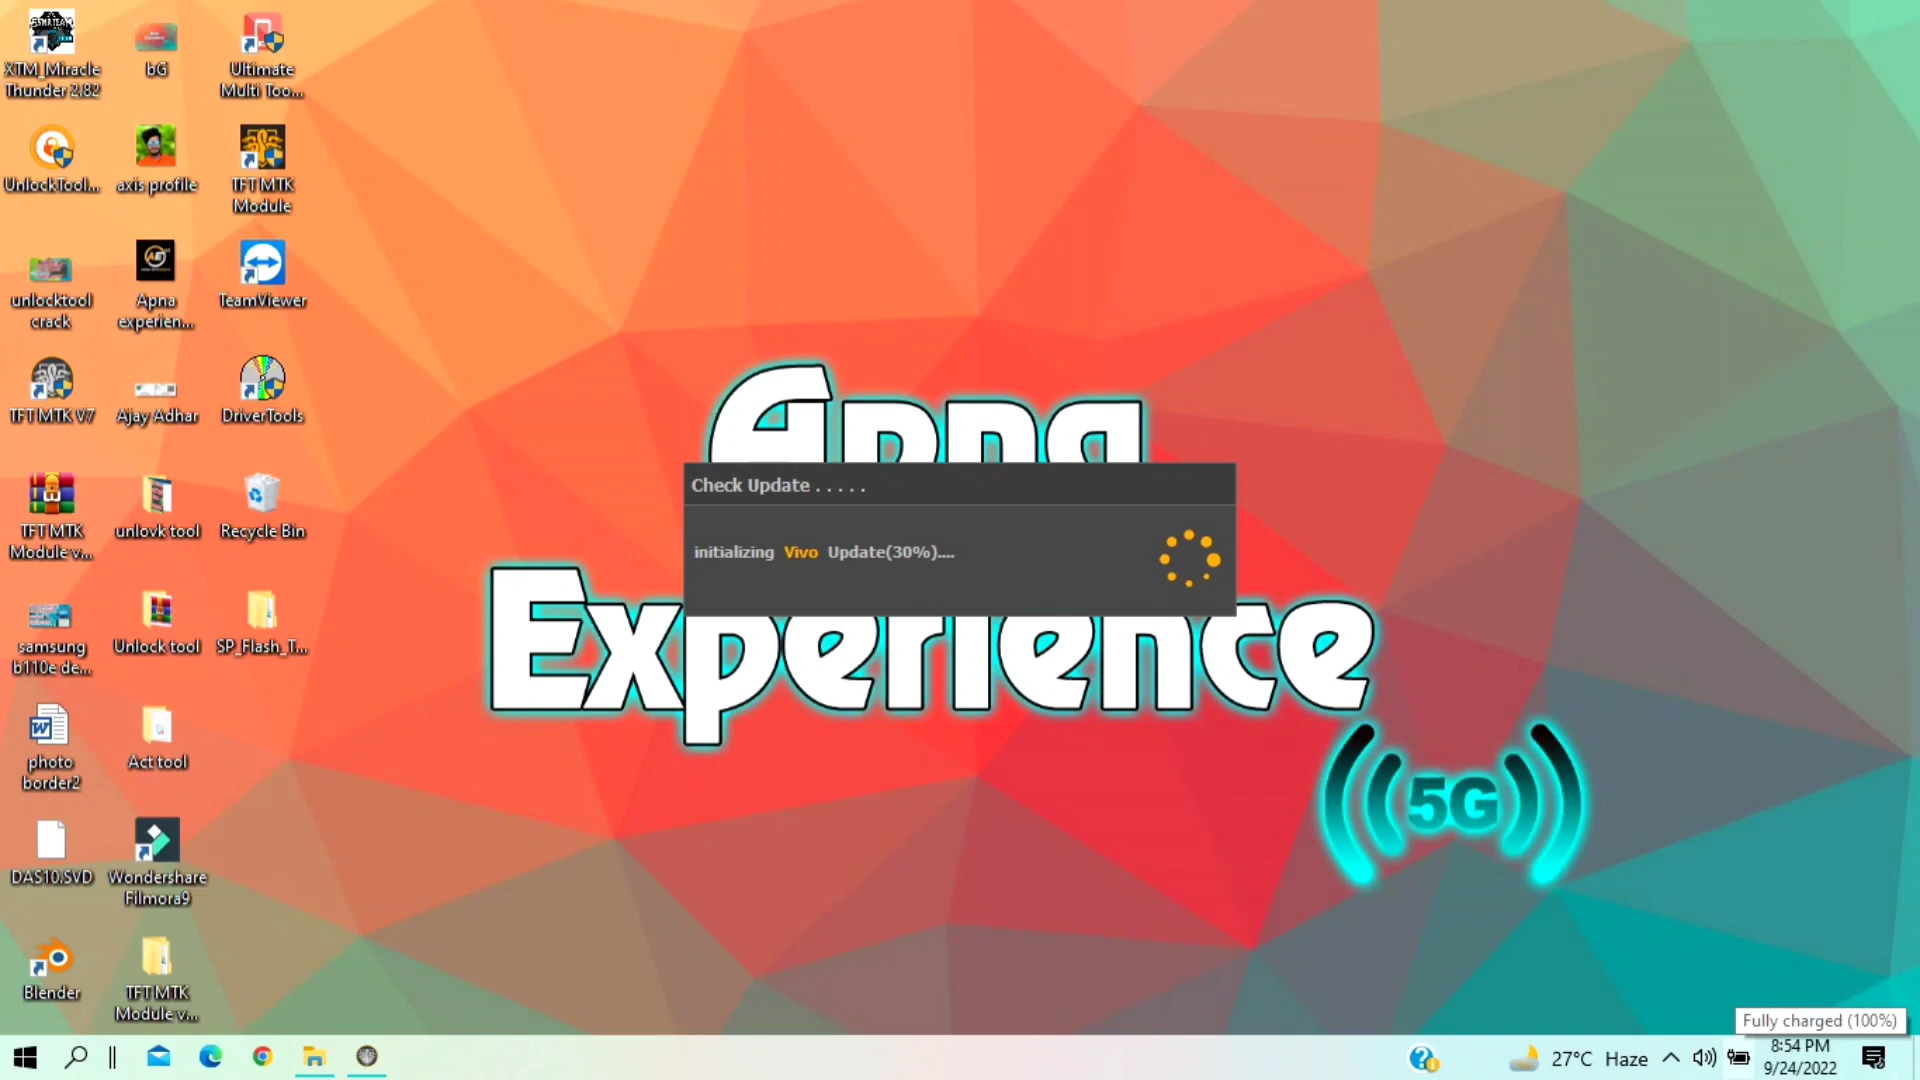 XTM_Miracle
Thunder 2.82
bG
Ultimate
Multi Too...
UnlockTool...
axis profile
TFT MTK
Module
unlocktool
crack
Apna
experien...
TeamViewer
TFT MTK V7
Ajay Adhar
DriverTools
TFT MTK
Module v...
unlovk tool
Recycle Bin
samsung
b110e de...
Unlock tool
SP_Flash_T...
photo
border2
Act tool
DAS10.SVD
Wondershare
Filmora9
Blender
TFT MTK
Module v...
Apna
Check Update . . . . .
initializing Vivo Update(30%)....
Experience
5G
Fully charged (100%)
27°C Haze
8:54 PM
9/24/2022